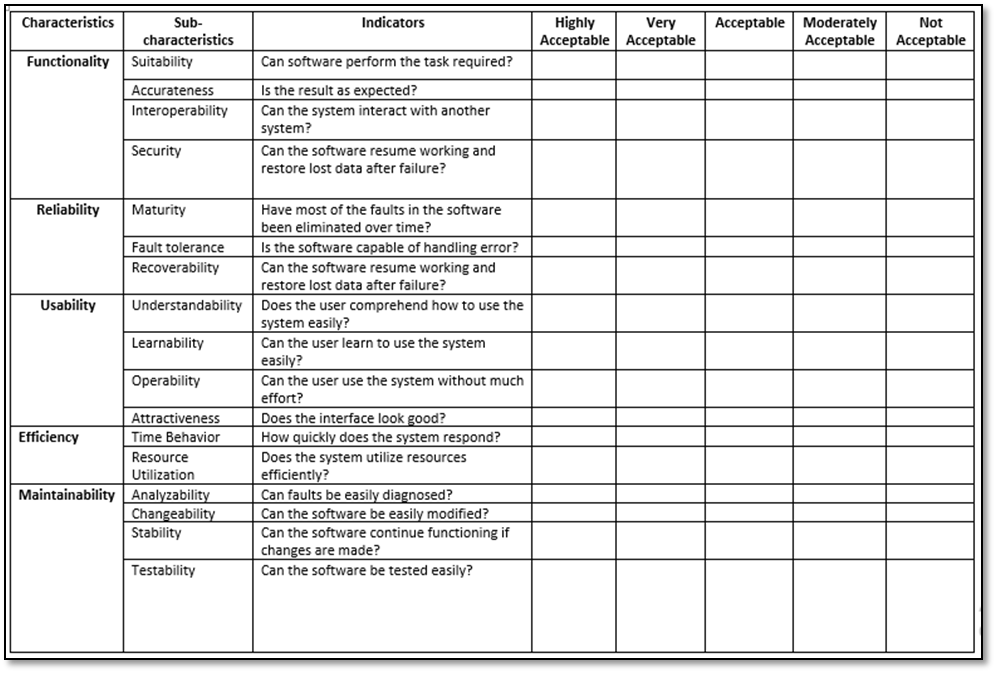 Characteristics Sub-characteristics Indicators Highly Acceptable Very Acceptable Acceptable Moderately Acceptable Not Acceptable
Functionality Suitability Can software perform the task required?
Accurateness Is the result as expected?
Interoperability Can the system interact with another
system?
Security Can the software resume working and
restore lost data after failure?
Reliability Maturity Have most of the faults in the software
been eliminated over time?
Fault tolerance Is the software capable of handling error?
Recoverability Can the software resume working and
restore lost data after failure?
Usability Understandability Does the user comprehend how to use the
system easily?
Learnability Can the user learn to use the system
easily?
Operability Can the user use the system without much
effort?
Attractiveness Does the interface look good?
Efficiency Time Behavior How quickly does the system respond?
Resource Utilization Does the system utilize resources
efficiently?
Maintainability Analyzability Can faults be easily diagnosed?
Changeability Can the software be easily modified?
Stability Can the software continue functioning if
changes are made?
Testability Can the software be tested easily?